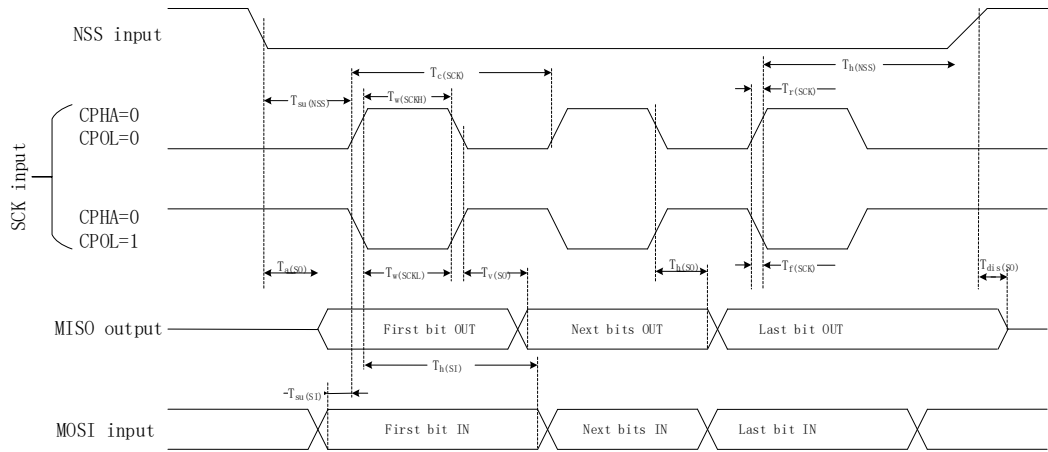 NSS input
Tc(SCK)
Th(NSS)
Tsu(NSS)
Tw(SCKH)
Tr(SCK)
CPHA=0
CPOL=0
SCK input
CPHA=0
CPOL=1
Ta(SO)
Tw(SCKL)
Tv(SO)
Th(SO)
Tf(SCK)
Tdis(SO)
MISO output
First bit OUT
Next bits OUT
Last bit OUT
Th(SI)
Tsu(SI)
MOSI input
First bit IN
Next bits IN
Last bit IN